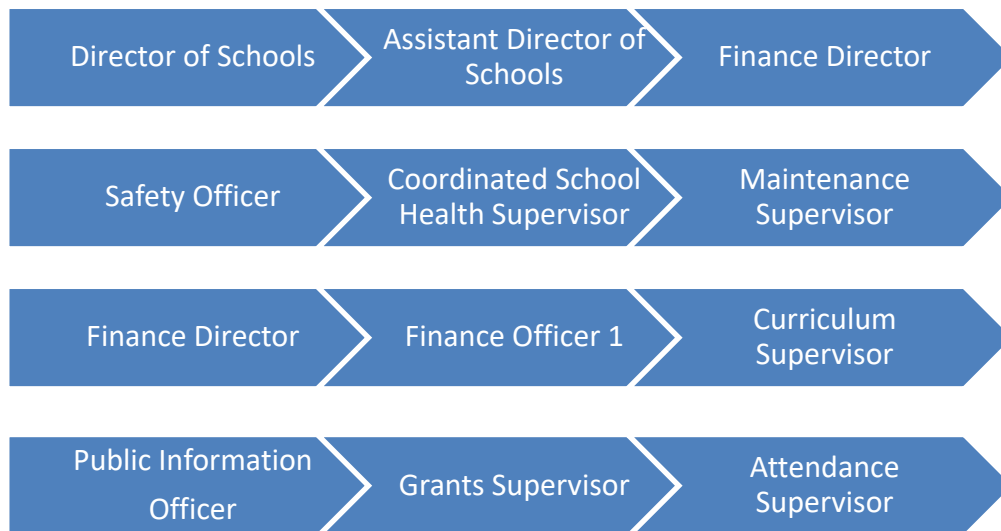 Director of Schools
Assistant Director of
Schools
Finance Director
Safety Officer
Coordinated School
Health Supervisor
Maintenance
Supervisor
Finance Director
Finance Officer 1
Curriculum
Supervisor
Public Information
Officer
Grants Supervisor
Attendance
Supervisor